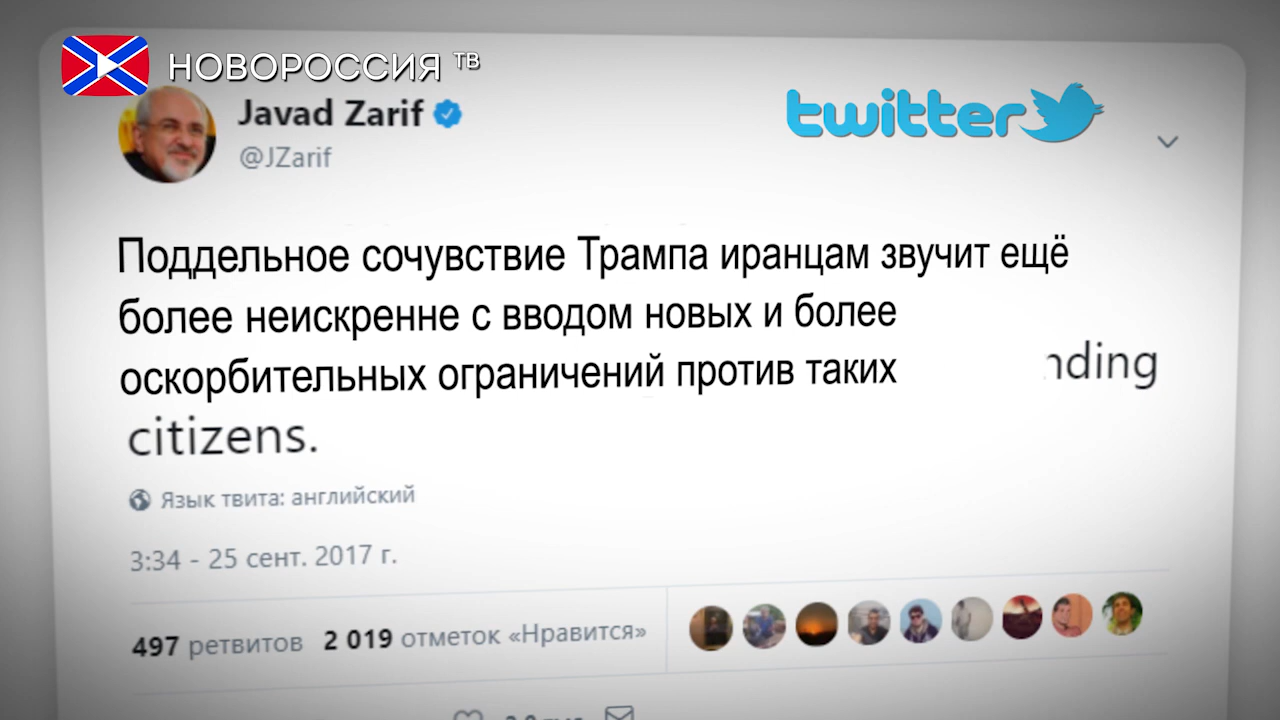 НОВОРОССИЯ ТВ
Javad Zarif
@JZarif
twitter
Поддельное сочувствие Трампа иранцам звучит ещё
более неискренне с вводом новых и более
оскорбительных ограничений против таких
nding
citizens.
Язык твита: английский
3:34 - 25 сент. 2017 г.
497 ретвитов 2 019 отметок «Нравится»